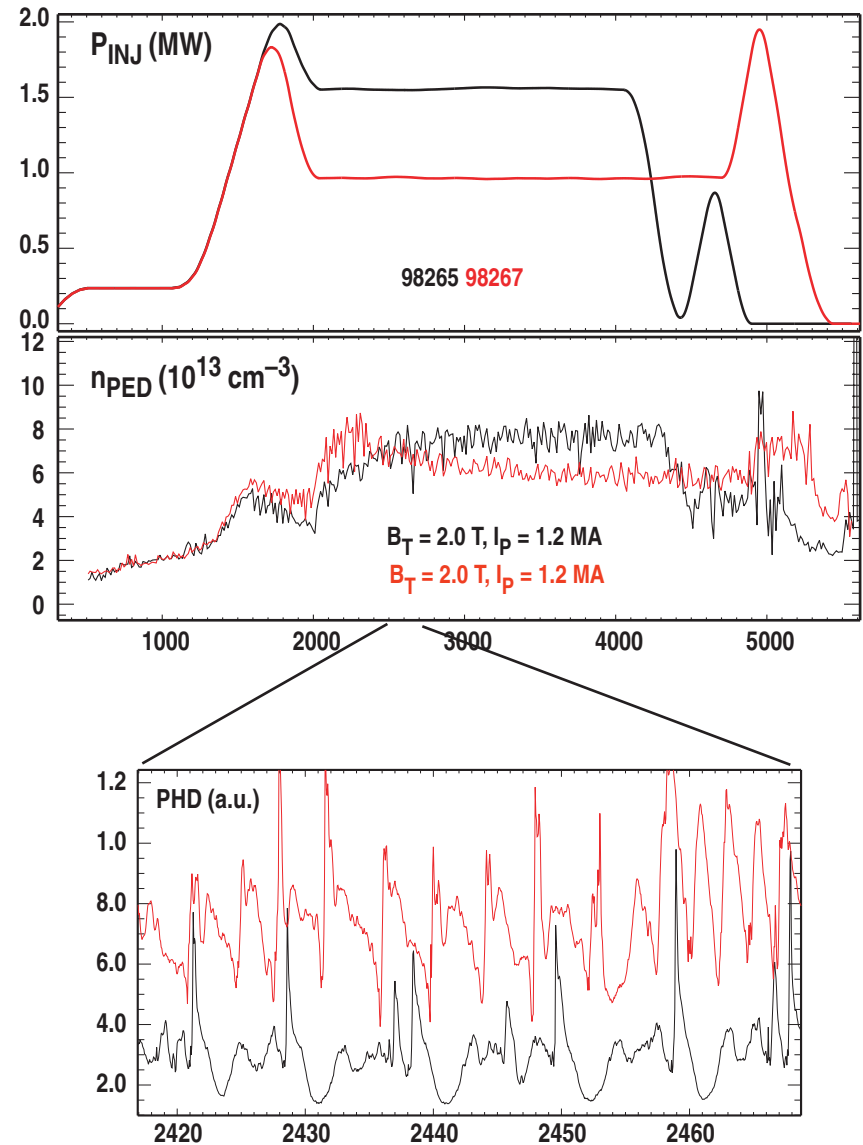 2.0
P_INJ (MW)
1.5
1.0
0.5
98265 98267
0.0
12
n_PED (10^13 cm^–3)
10
8
6
4
B_T = 2.0 T, I_P = 1.2 MA
2
B_T = 2.0 T, I_P = 1.2 MA
0
1000 2000 3000 4000 5000
1.2
PHD (a.u.)
1.0
8.0
6.0
4.0
2.0
2420 2430 2440 2450 2460